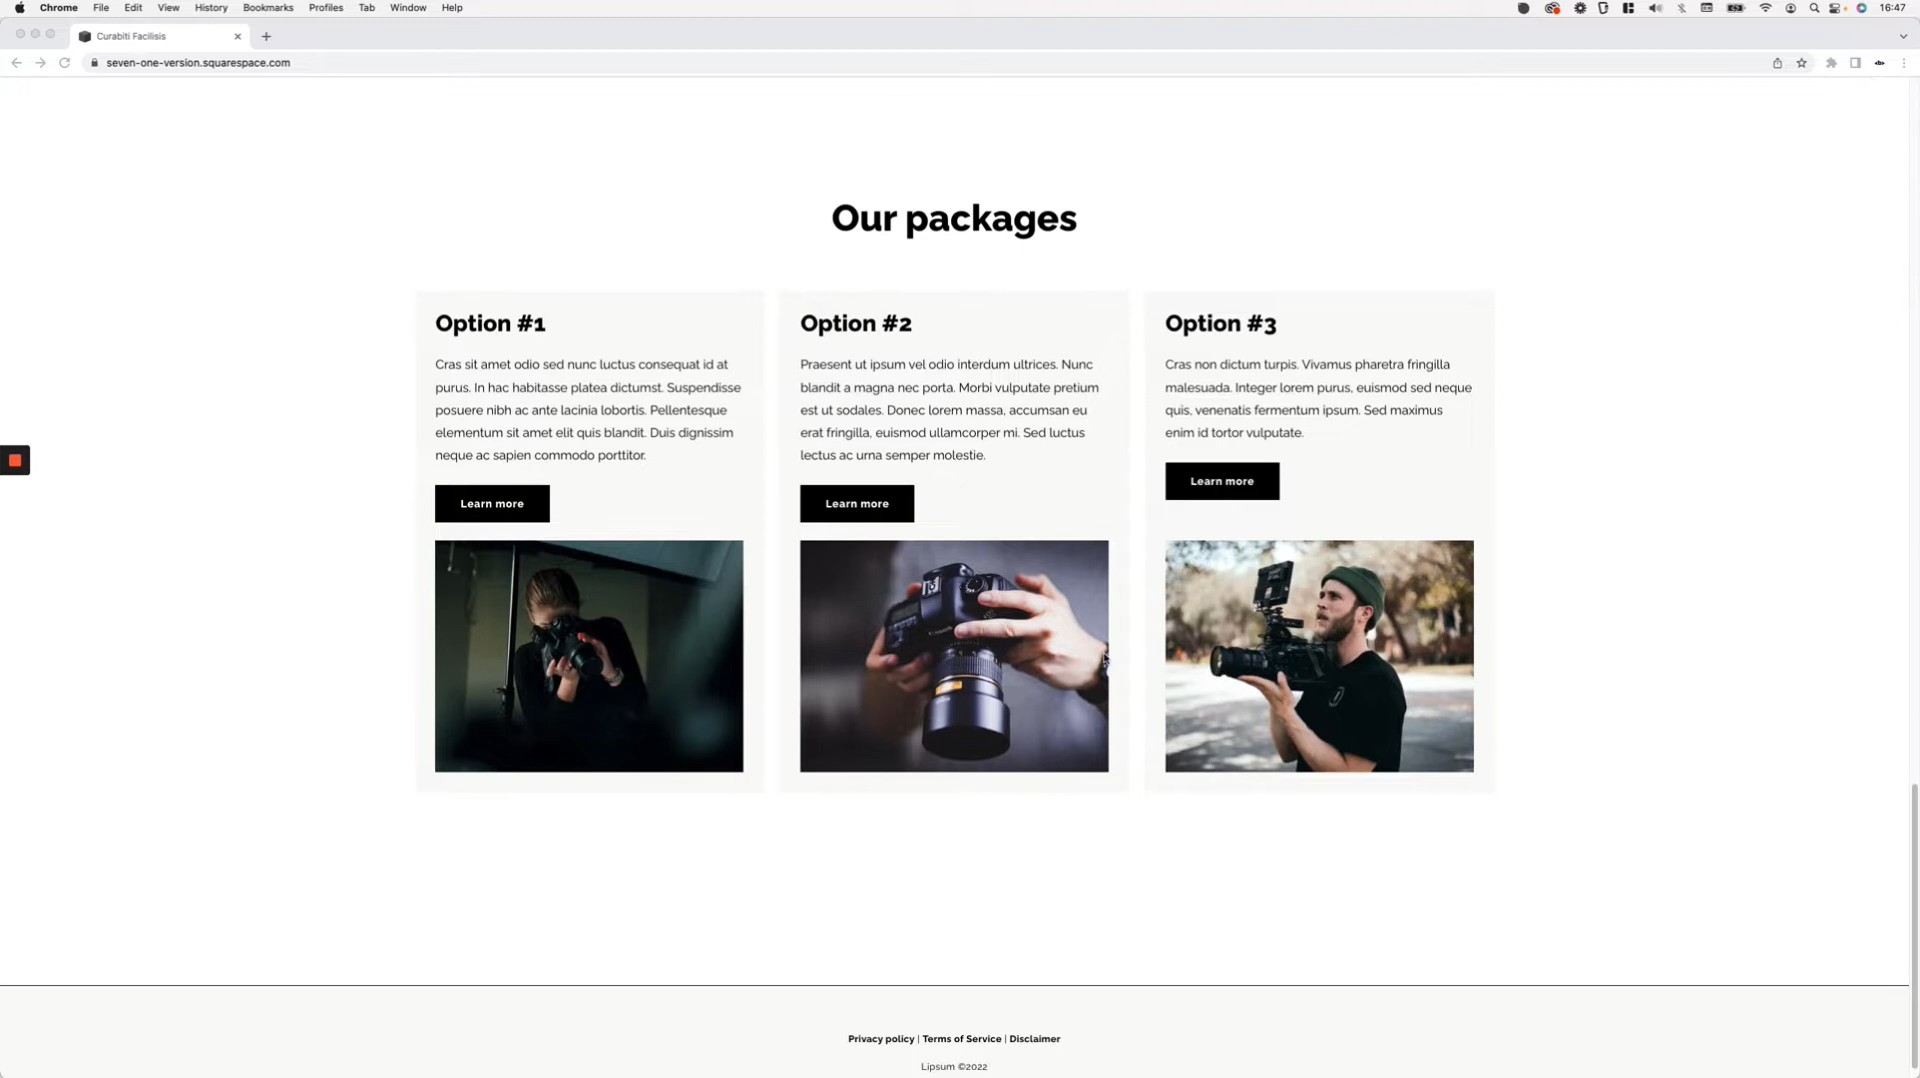 Chrome File Edit View History Bookmarks Profiles Tab Window Help 16:47
Curabiti Facilisis
seven-one-version.squarespace.com
Our packages
Option #1
Cras sit amet odio sed nunc luctus consequat id at
purus. In hac habitasse platea dictumst. Suspendisse
posuere nibh ac ante lacinia lobortis. Pellentesque
elementum sit amet elit quis blandit. Duis dignissim
neque ac sapien commodo porttitor.
Learn more
Option #2
Praesent ut ipsum vel odio interdum ultrices. Nunc
blandit a magna nec porta. Morbi vulputate pretium
est ut sodales. Donec lorem massa, accumsan eu
erat fringilla, euismod ullamcorper mi. Sed luctus
lectus ac urna semper molestie.
Learn more
Option #3
Cras non dictum turpis. Vivamus pharetra fringilla
malesuada. Integer lorem purus, euismod sed neque
quis, venenatis fermentum ipsum. Sed maximus
enim id tortor vulputate.
Learn more
Privacy policy | Terms of Service | Disclaimer
Lipsum ©2022